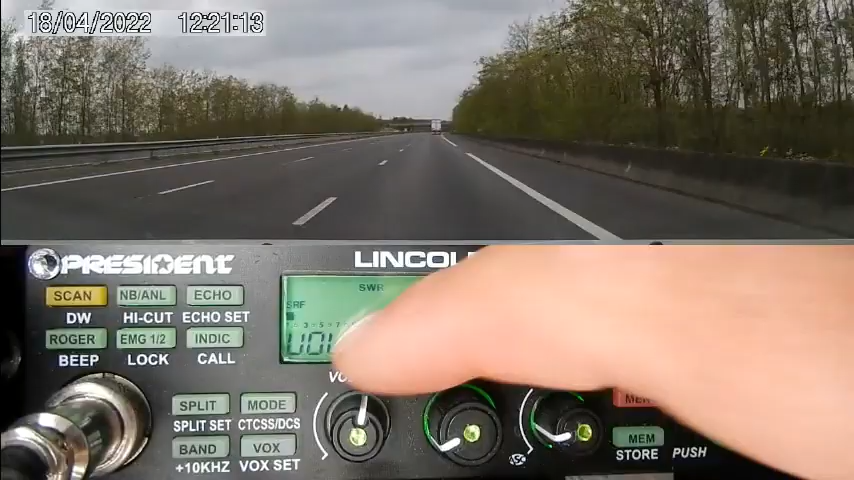 18/04/2022 12:21:13
PRESIDENT
SCAN NB/ANL ECHO
DW HI-CUT ECHO SET
SWR
SRF
ROGER EMG 1/2 INDIC
BEEP LOCK CALL
SPLIT MODE
SPLIT SET CTCSS/DCS
BAND VOX
+10KHZ VOX SET
MEM
STORE PUSH